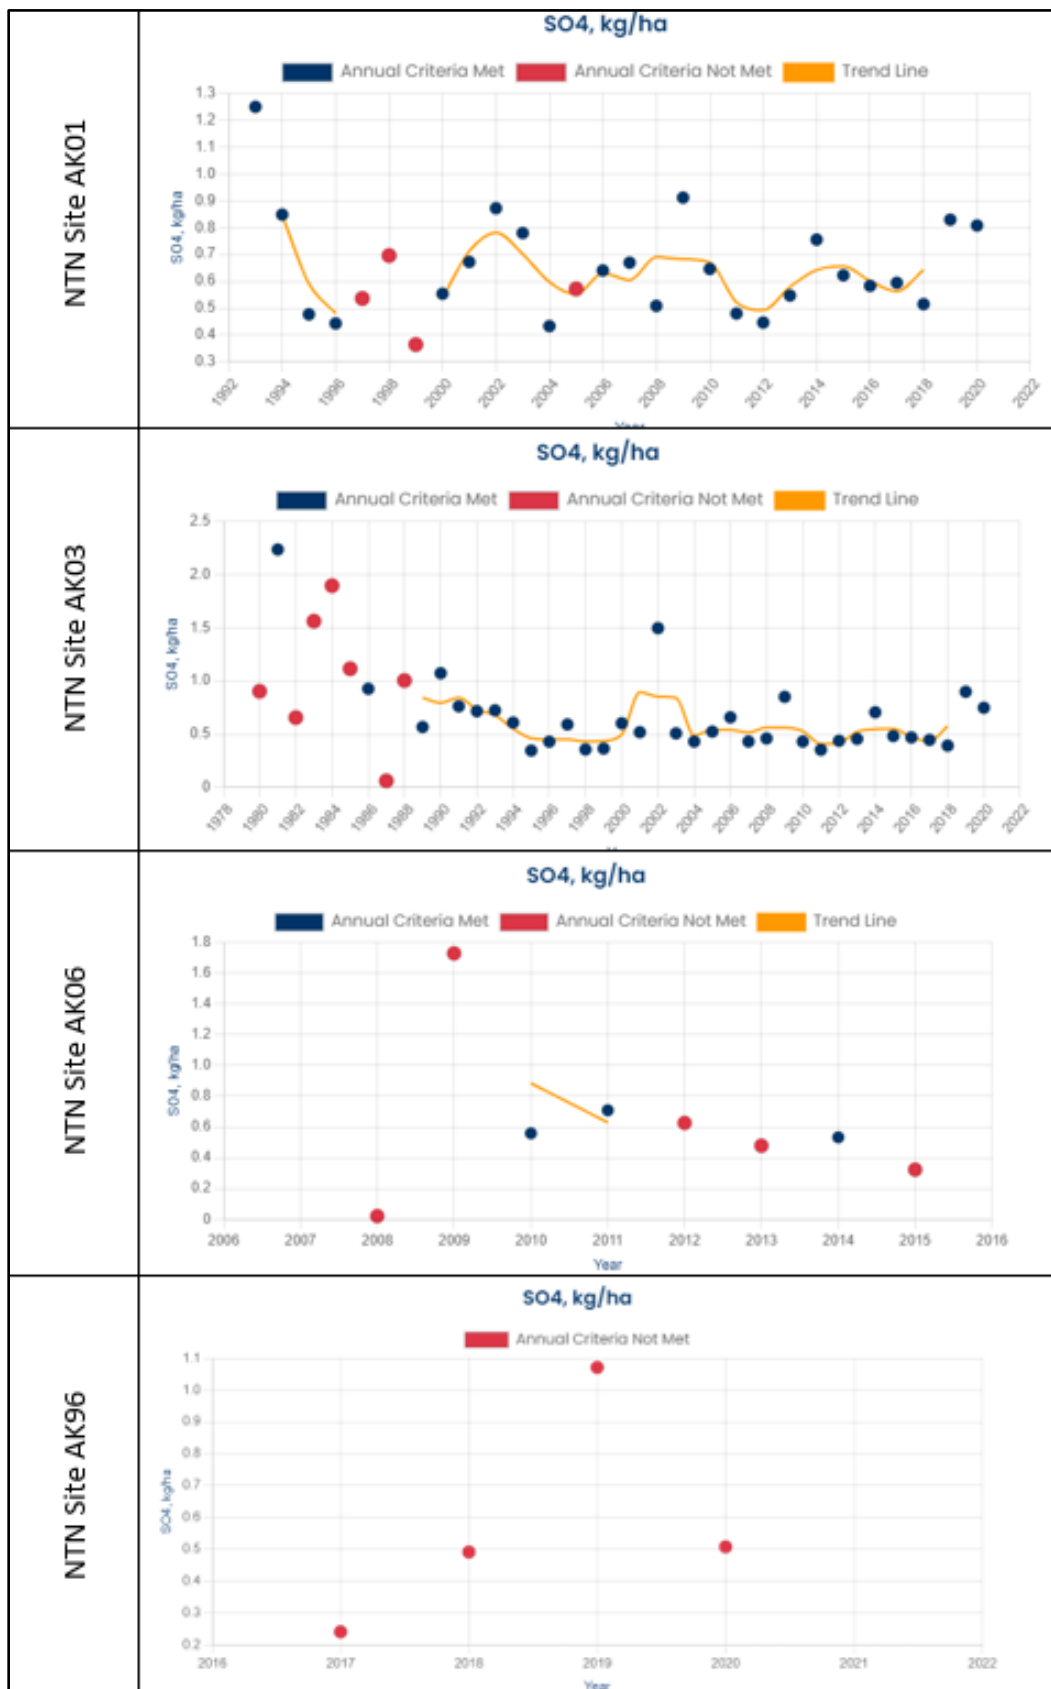 NTN Site AK01
SO4, kg/ha
Annual Criteria Met Annual Criteria Not Met Trend Line
SO4, kg/ha
1.3
1.2
1.1
1.0
0.9
0.8
0.7
0.6
0.5
0.4
0.3
1992 1994 1996 1998 2000 2002 2004 2006 2008 2010 2012 2014 2016 2018 2020 2022
Year
NTN Site AK03
SO4, kg/ha
Annual Criteria Met Annual Criteria Not Met Trend Line
SO4, kg/ha
2.5
2.0
1.5
1.0
0.5
0
1978 1980 1982 1984 1986 1988 1990 1992 1994 1996 1998 2000 2002 2004 2006 2008 2010 2012 2014 2016 2018 2020 2022
NTN Site AK06
SO4, kg/ha
Annual Criteria Met Annual Criteria Not Met Trend Line
SO4, kg/ha
1.8
1.6
1.4
1.2
1.0
0.8
0.6
0.4
0.2
0
2006 2007 2008 2009 2010 2011 2012 2013 2014 2015 2016
Year
NTN Site AK96
SO4, kg/ha
Annual Criteria Not Met
SO4, kg/ha
1.1
1.0
0.9
0.8
0.7
0.6
0.5
0.4
0.3
0.2
2016 2017 2018 2019 2020 2021 2022
Year